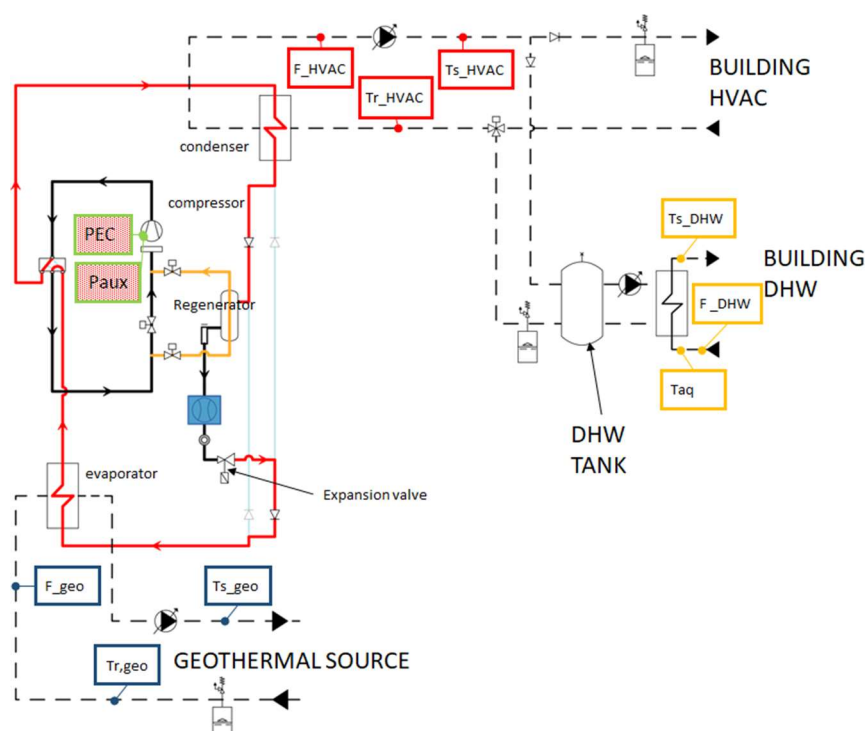 F_HVAC
Ts_HVAC
Tr_HVAC
BUILDING
HVAC
condenser
compressor
PEC
Paux
Regenerator
Ts_DHW
BUILDING
DHW
F_DHW
Taq
DHW
TANK
evaporator
Expansion valve
F_geo
Ts_geo
GEOTHERMAL SOURCE
Tr,geo